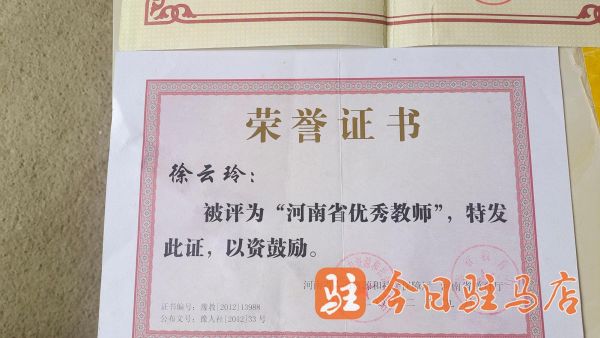 荣誉证书
徐云玲：
被评为“河南省优秀教师”，特发
此证，以资鼓励。
证书编号：豫教[2012]13988
公布文号：豫人社[2012]33号
驻 今日驻马店